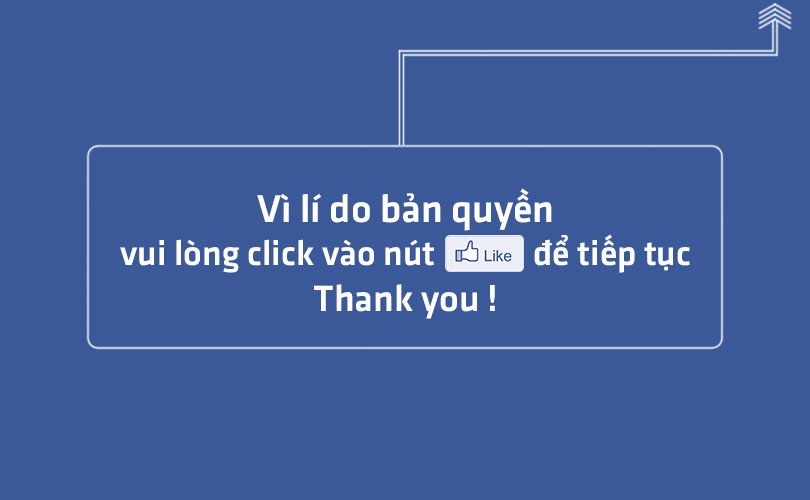 Vì lí do bản quyền
vui lòng click vào nút Like để tiếp tục
Thank you !